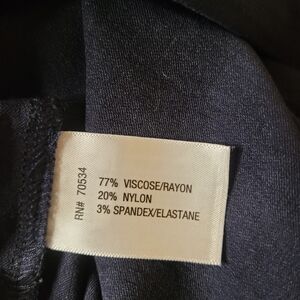 RN# 70534
77% VISCOSE/RAYON
20% NYLON
3% SPANDEX/ELASTANE